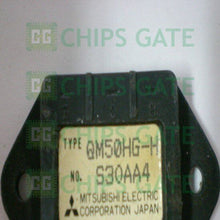 CHIPS GATE
TYPE QM50HG-H
NO. S30AA4
MITSUBISHI ELECTRIC
CORPORATION JAPAN